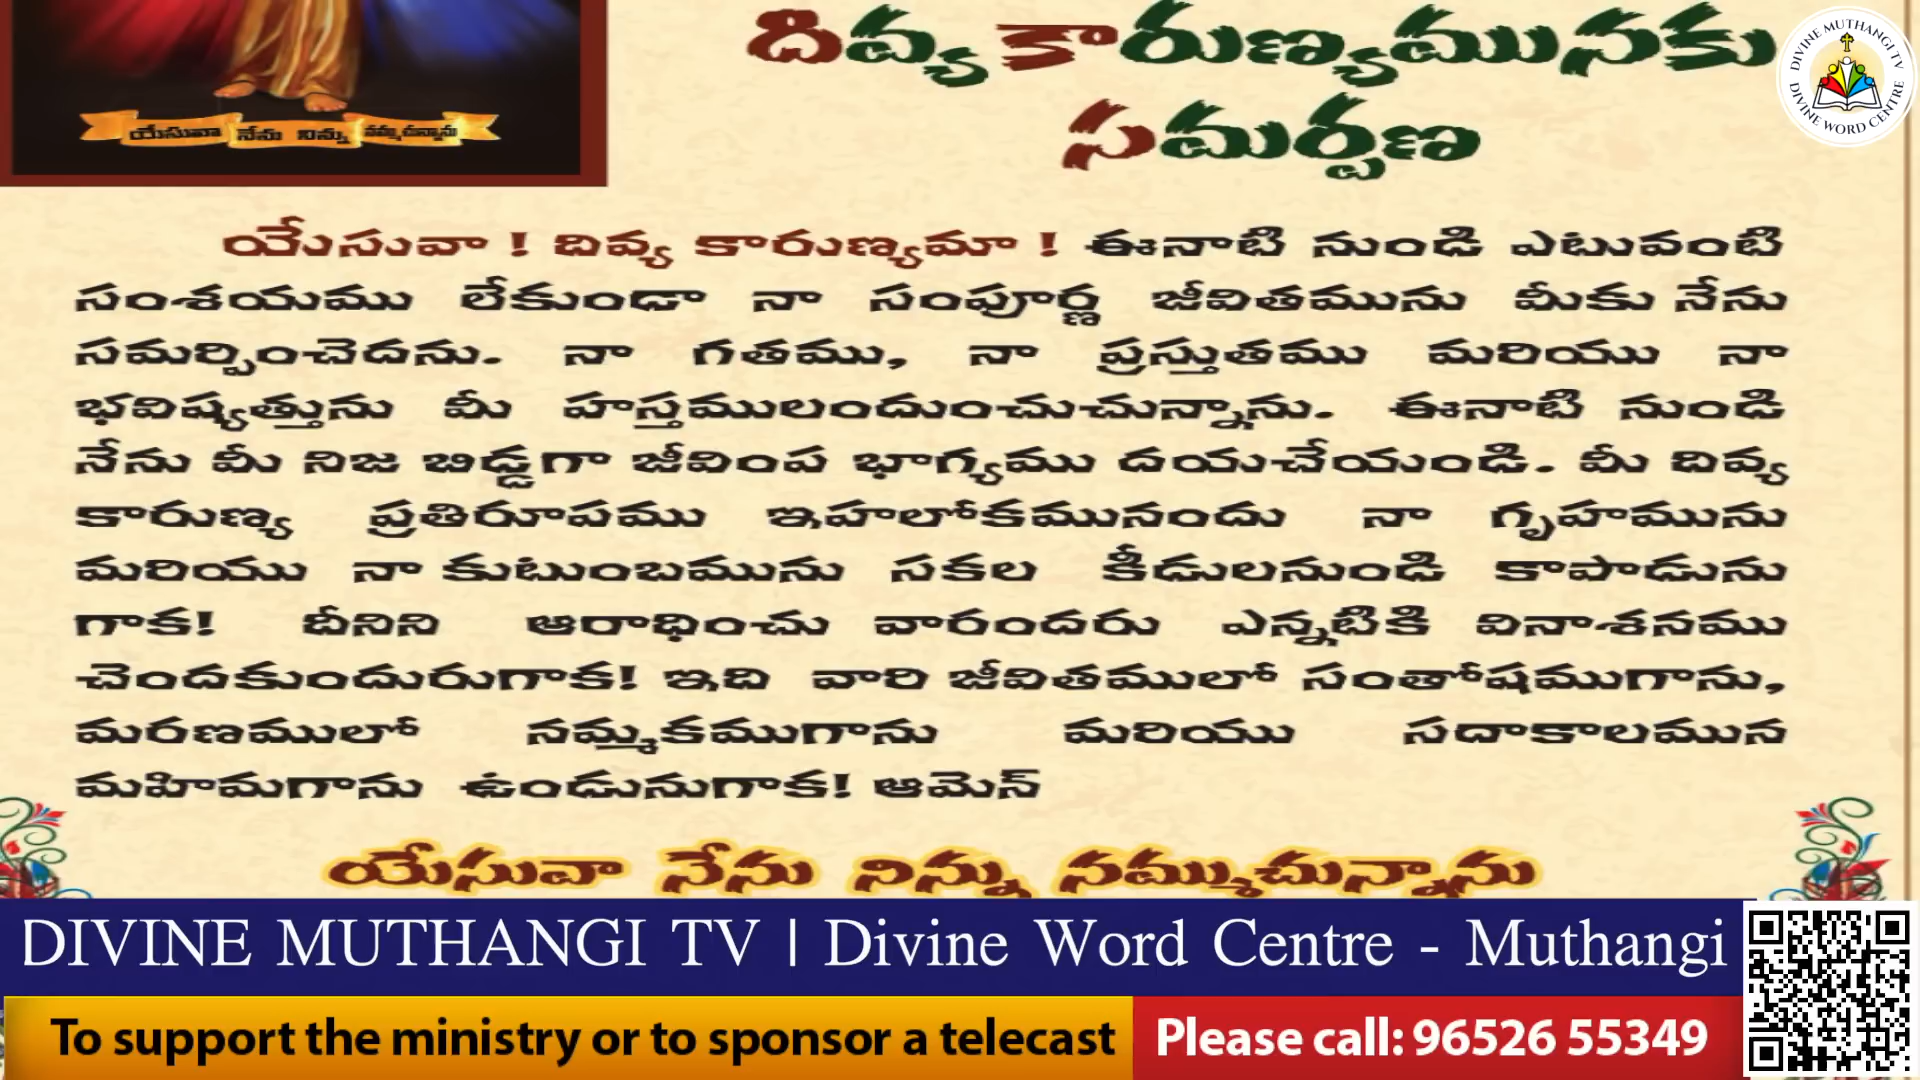 దివ్య కారుణ్యమునకు
సమర్పణ
DIVINE MUTHANGI TV
DIVINE WORD CENTRE
యేసువా నేను నిన్ను నమ్ముచున్నాను
యేసువా ! దివ్య కారుణ్యమా ! ఈనాటి నుండి ఎటువంటి
సంశయము లేకుండా నా సంపూర్ణ జీవితమును మీకు నేను
సమర్పించెదను. నా గతము, నా ప్రస్తుతము మరియు నా
భవిష్యత్తును మీ హస్తములందుంచుచున్నాను. ఈనాటి నుండి
నేను మీ నిజ బిడ్డగా జీవింప భాగ్యము దయచేయండి. మీ దివ్య
కారుణ్య ప్రతిరూపము ఇహలోకమునందు నా గృహమును
మరియు నా కుటుంబమును సకల కీడులనుండి కాపాడును
గాక! దీనిని ఆరాధించు వారందరు ఎన్నటికి వినాశనము
చెందకుందురుగాక! ఇది వారి జీవితములో సంతోషముగాను,
మరణములో నమ్మకముగాను మరియు సదాకాలమున
మహిమగాను ఉండునుగాక! ఆమెన్
యేసువా నేను నిన్ను నమ్ముచున్నాను
DIVINE MUTHANGI TV | Divine Word Centre - Muthangi
To support the ministry or to sponsor a telecast Please call: 96526 55349